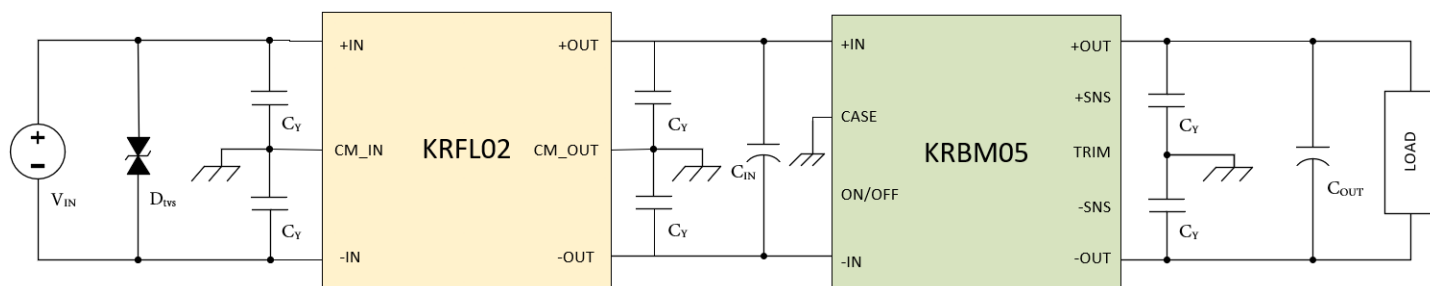 +IN
+OUT
+IN
+OUT
+SNS
CY
CY
CASE
CY
CM_IN
KRFL02
CM_OUT
KRBM05
TRIM
LOAD
CIN
VIN
Dtvs
ON/OFF
COUT
CY
CY
-SNS
CY
-IN
-OUT
-IN
-OUT